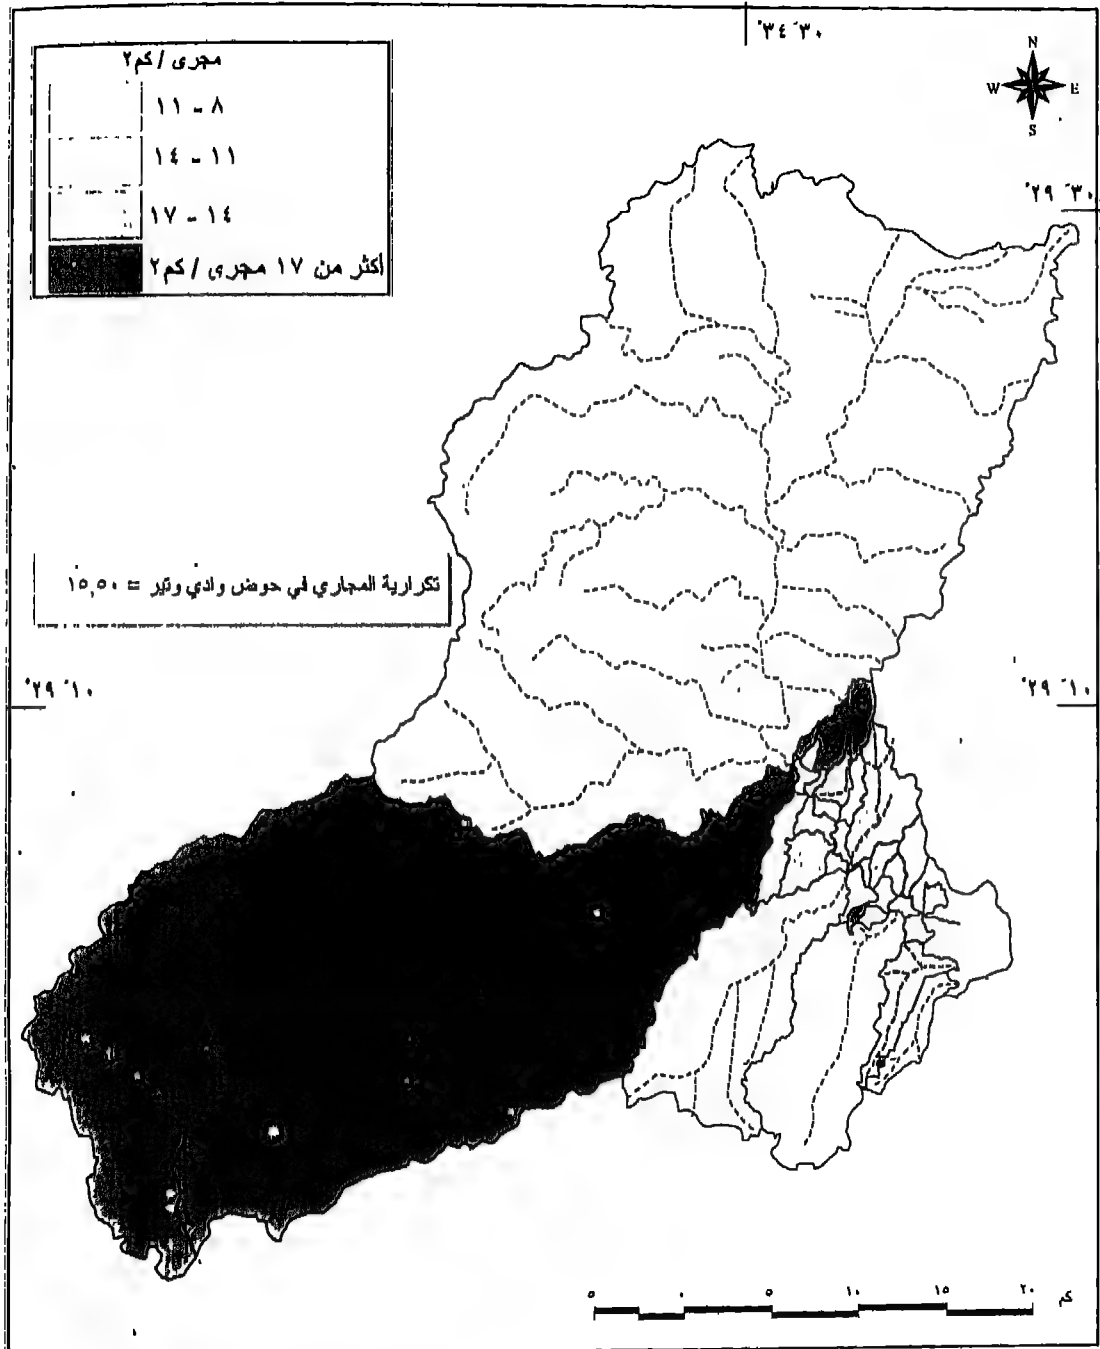 °٣٤ ´٣٠
N
W E
S
مجرى / كم٢
٨ - ١١
١١ - ١٤
١٤ - ١٧
أكثر من ١٧ مجرى / كم٢
°٢٩ ´٣٠
تكرارية المجاري في حوض وادي وتير = ١٥,٥٠
°٢٩ ´١٠
°٢٩ ´١٠
٥ ٠ ٥ ١٠ ١٥ ٢٠ كم